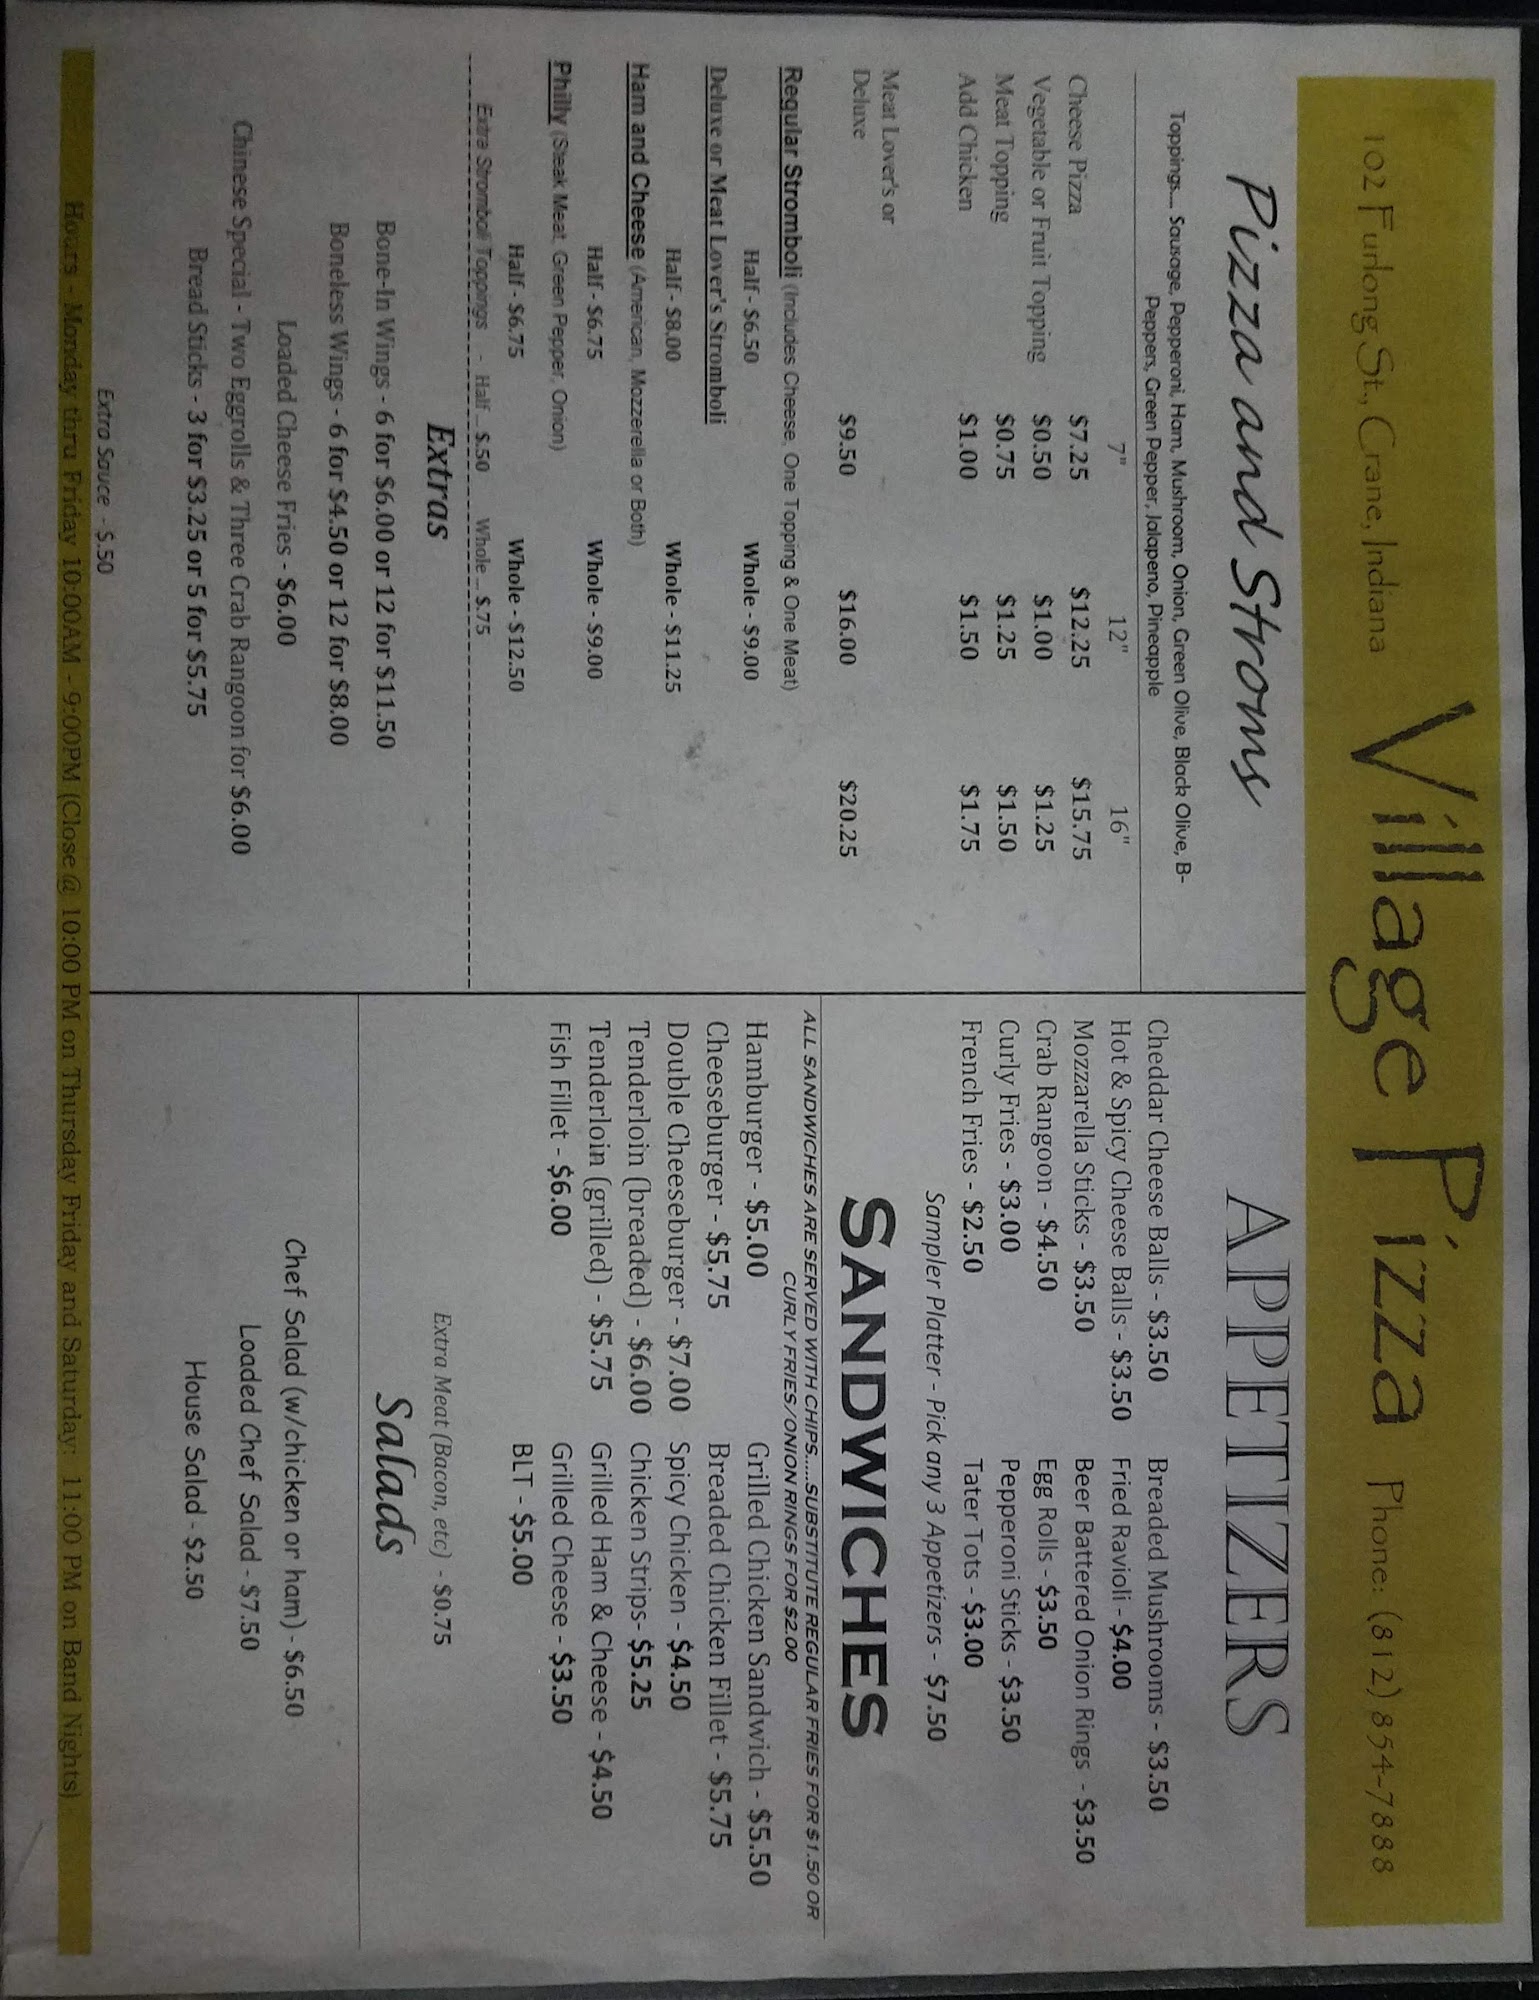 102 Furlong St., Crane, Indiana Village Pizza Phone: (812) 854-7888
Pizza and Stroms
Toppings... Sausage, Pepperoni, Ham, Mushroom, Onion, Green Olive, Black Olive, B-
Peppers, Green Pepper, Jalapeno, Pineapple
7" 12" 16"
Cheese Pizza $7.25 $12.25 $15.75
Vegetable or Fruit Topping $0.50 $1.00 $1.25
Meat Topping $0.75 $1.25 $1.50
Add Chicken $1.00 $1.50 $1.75
Meat Lover's or
Deluxe $9.50 $16.00 $20.25
Regular Stromboli (Includes Cheese, One Topping & One Meat)
Half - $6.50 Whole - $9.00
Deluxe or Meat Lover's Stromboli
Half - $8.00 Whole - $11.25
Ham and Cheese (American, Mozzerella or Both)
Half - $6.75 Whole - $9.00
Philly (Steak Meat, Green Pepper, Onion)
Half - $6.75 Whole - $12.50
Extra Stromboli Toppings - Half ... $.50 Whole ... $.75
Extras
Bone-In Wings - 6 for $6.00 or 12 for $11.50
Boneless Wings - 6 for $4.50 or 12 for $8.00
Loaded Cheese Fries - $6.00
Chinese Special - Two Eggrolls & Three Crab Rangoon for $6.00
Bread Sticks - 3 for $3.25 or 5 for $5.75
Extra Sauce - $.50
APPETIZERS
Cheddar Cheese Balls - $3.50 Breaded Mushrooms - $3.50
Hot & Spicy Cheese Balls - $3.50 Fried Ravioli - $4.00
Mozzarella Sticks - $3.50 Beer Battered Onion Rings - $3.50
Crab Rangoon - $4.50 Egg Rolls - $3.50
Curly Fries - $3.00 Pepperoni Sticks - $3.50
French Fries - $2.50 Tater Tots - $3.00
Sampler Platter - Pick any 3 Appetizers - $7.50
SANDWICHES
ALL SANDWICHES ARE SERVED WITH CHIPS.....SUBSTITUTE REGULAR FRIES FOR $1.50 OR
CURLY FRIES/ONION RINGS FOR $2.00
Hamburger - $5.00 Grilled Chicken Sandwich - $5.50
Cheeseburger - $5.75 Breaded Chicken Fillet - $5.75
Double Cheeseburger - $7.00 Spicy Chicken - $4.50
Tenderloin (breaded) - $6.00 Chicken Strips- $5.25
Tenderloin (grilled) - $5.75 Grilled Ham & Cheese - $4.50
Fish Fillet - $6.00 Grilled Cheese - $3.50
BLT - $5.00
Extra Meat (Bacon, etc) - $0.75
Salads
Chef Salad (w/chicken or ham) - $6.50
Loaded Chef Salad - $7.50
House Salad - $2.50
Hours - Monday thru Friday 10:00AM - 9:00PM (Close @ 10:00 PM on Thursday Friday and Saturday: 11:00 PM on Band Nights)